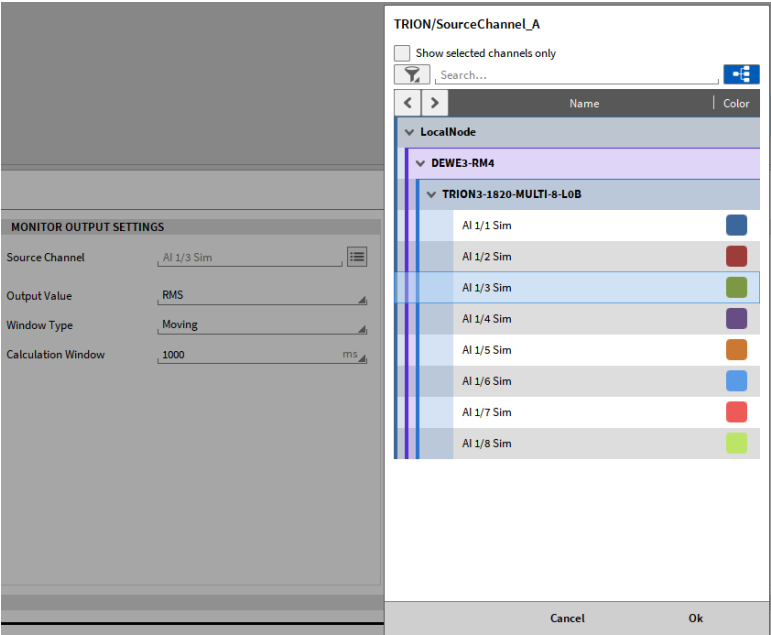 TRION/SourceChannel_A
Show selected channels only
Search...
Name
Color
LocalNode
DEWE3-RM4
TRION3-1820-MULTI-8-L0B
AI 1/1 Sim
AI 1/2 Sim
AI 1/3 Sim
AI 1/4 Sim
AI 1/5 Sim
AI 1/6 Sim
AI 1/7 Sim
AI 1/8 Sim
Cancel
Ok
MONITOR OUTPUT SETTINGS
Source Channel AI 1/3 Sim
Output Value RMS
Window Type Moving
Calculation Window 1000 ms